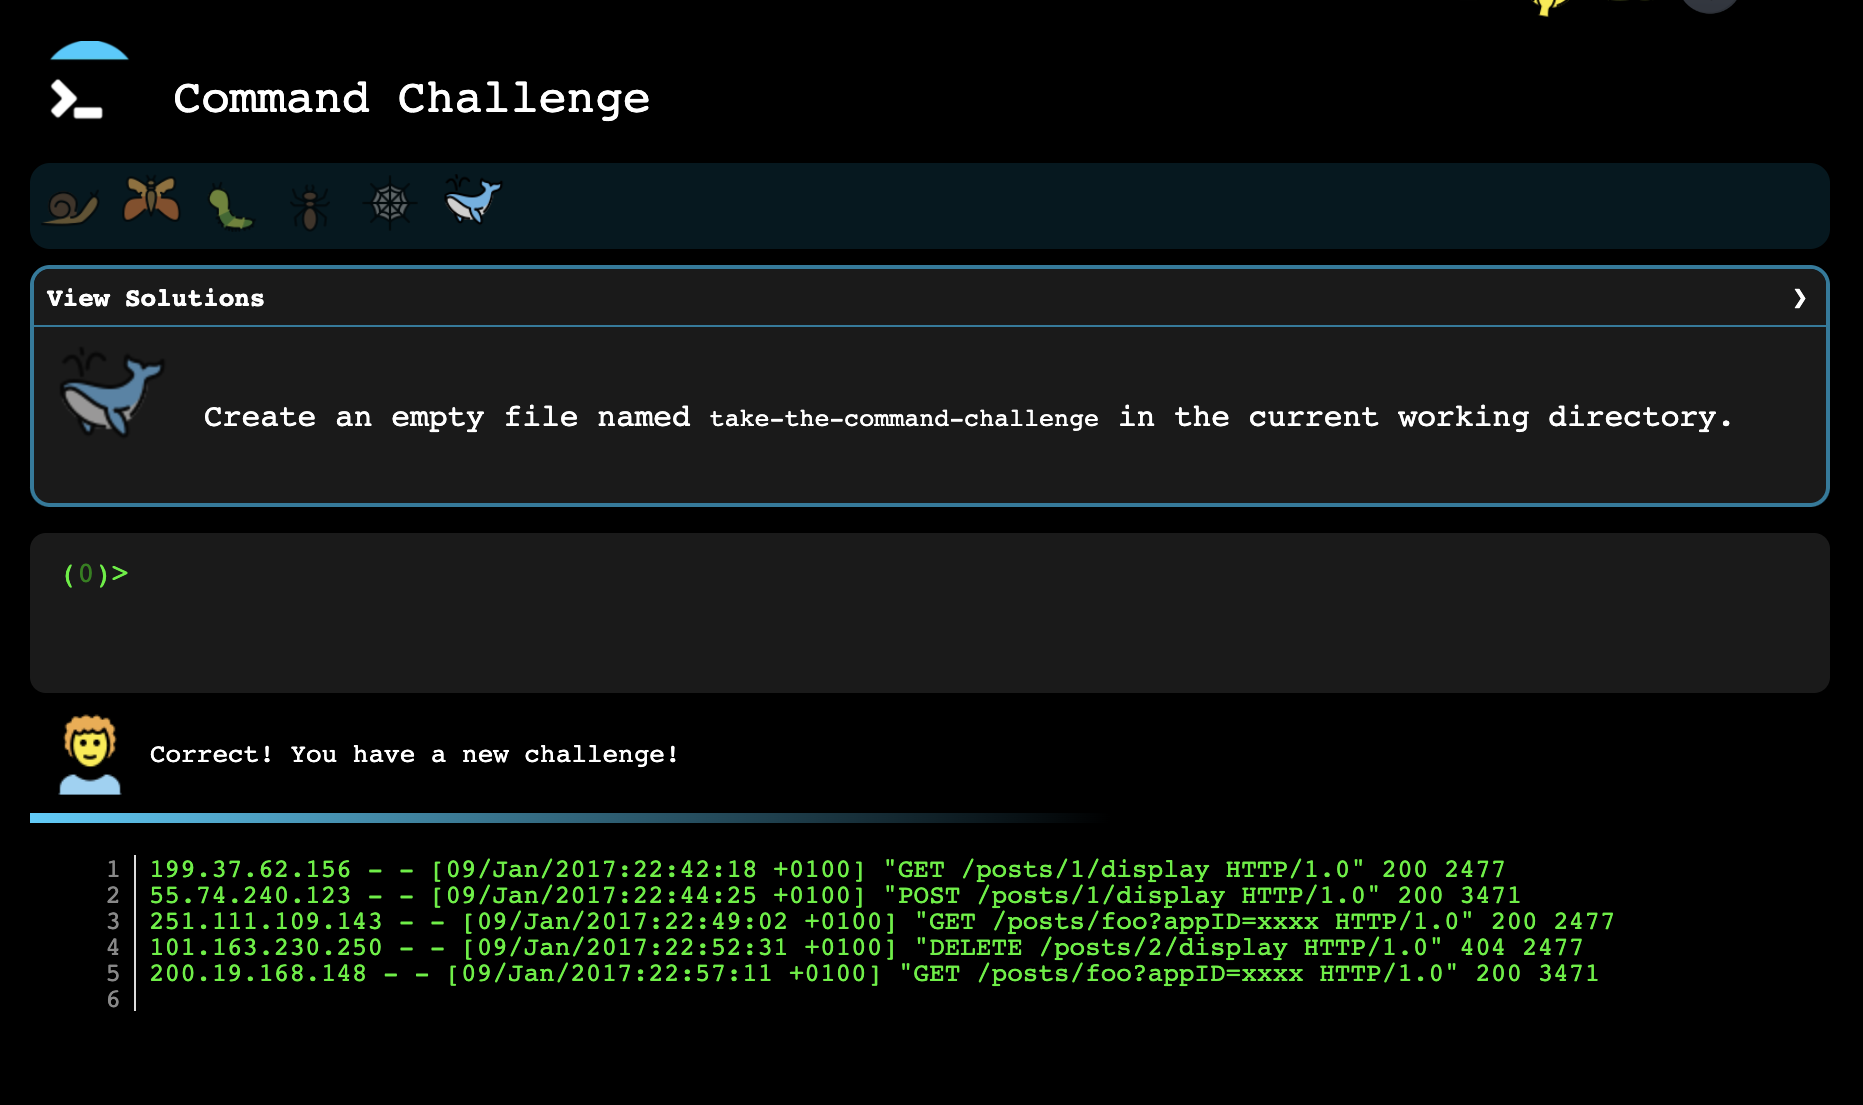 Command Challenge
View Solutions
Create an empty file named take-the-command-challenge in the current working directory.
(0)>
Correct! You have a new challenge!
1 199.37.62.156 - - [09/Jan/2017:22:42:18 +0100] "GET /posts/1/display HTTP/1.0" 200 2477
2 55.74.240.123 - - [09/Jan/2017:22:44:25 +0100] "POST /posts/1/display HTTP/1.0" 200 3471
3 251.111.109.143 - - [09/Jan/2017:22:49:02 +0100] "GET /posts/foo?appID=xxxx HTTP/1.0" 200 2477
4 101.163.230.250 - - [09/Jan/2017:22:52:31 +0100] "DELETE /posts/2/display HTTP/1.0" 404 2477
5 200.19.168.148 - - [09/Jan/2017:22:57:11 +0100] "GET /posts/foo?appID=xxxx HTTP/1.0" 200 3471
6